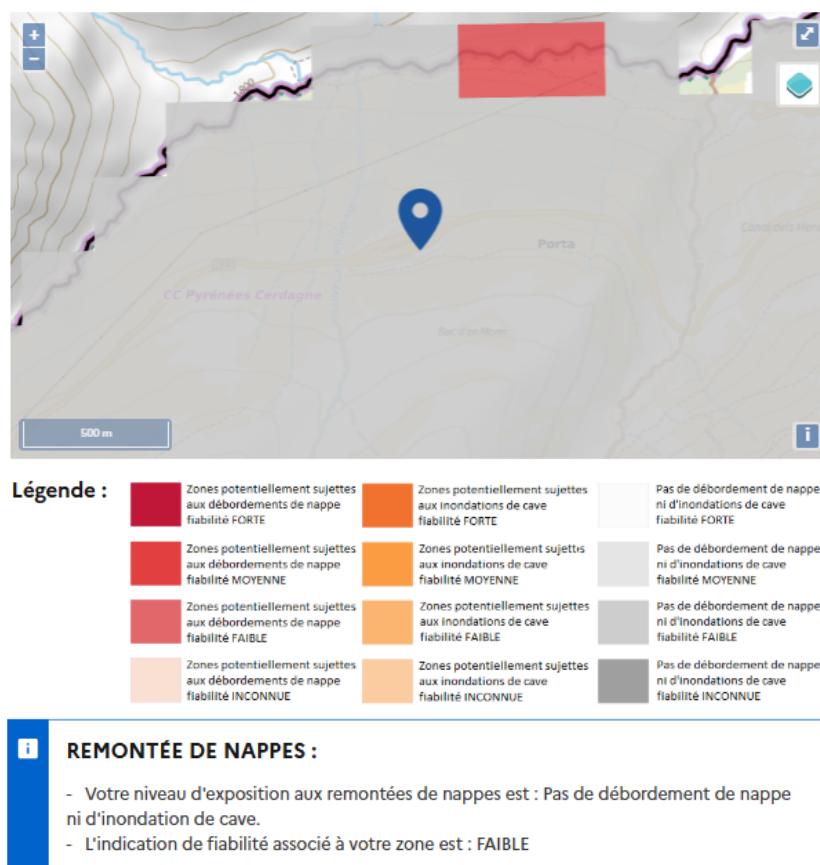 +
−
1 800
Canal dels Hort
Porta
CC Pyrénées Cerdagne
500 m
i
Légende :
Zones potentiellement sujettes
aux débordements de nappe
fiabilité FORTE
Zones potentiellement sujettes
aux inondations de cave
fiabilité FORTE
Pas de débordement de nappe
ni d'inondations de cave
fiabilité FORTE
Zones potentiellement sujettes
aux débordements de nappe
fiabilité MOYENNE
Zones potentiellement sujettes
aux inondations de cave
fiabilité MOYENNE
Pas de débordement de nappe
ni d'inondations de cave
fiabilité MOYENNE
Zones potentiellement sujettes
aux débordements de nappe
fiabilité FAIBLE
Zones potentiellement sujettes
aux inondations de cave
fiabilité FAIBLE
Pas de débordement de nappe
ni d'inondations de cave
fiabilité FAIBLE
Zones potentiellement sujettes
aux débordements de nappe
fiabilité INCONNUE
Zones potentiellement sujettes
aux inondations de cave
fiabilité INCONNUE
Pas de débordement de nappe
ni d'inondations de cave
fiabilité INCONNUE
i
REMONTÉE DE NAPPES :
- Votre niveau d'exposition aux remontées de nappes est : Pas de débordement de nappe
ni d'inondation de cave.
- L'indication de fiabilité associé à votre zone est : FAIBLE